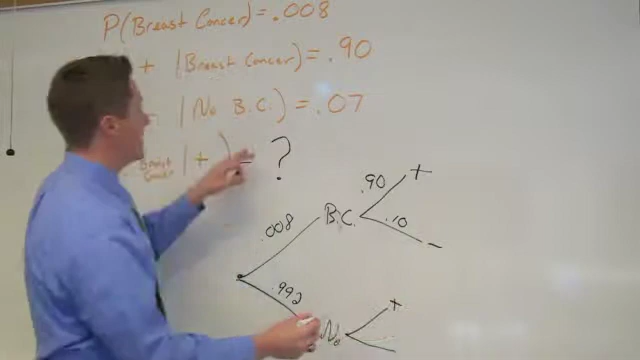 P(Breast Cancer) = .008
+ | Breast Cancer) = .90
| No B.C.) = .07
Breast Cancer | +) = ?
.90 +
.008 B.C. .10
-
.992
No +